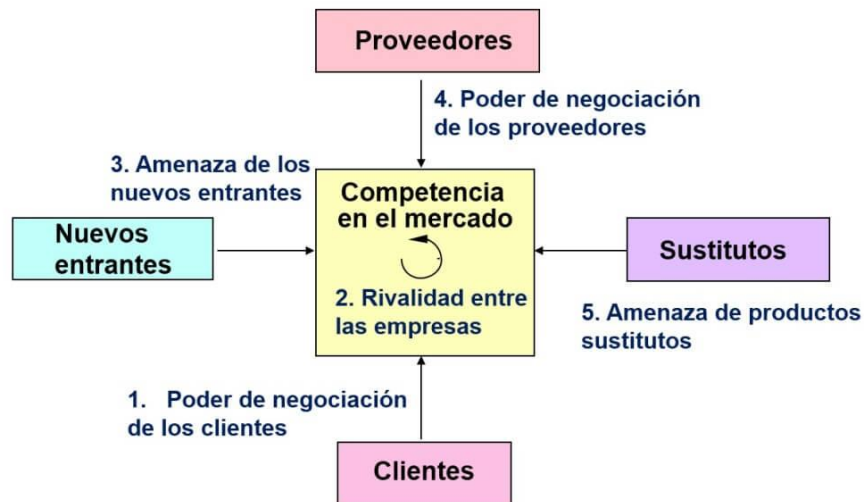 Proveedores
4. Poder de negociación
de los proveedores
3. Amenaza de los
nuevos entrantes
Competencia
en el mercado
Nuevos
entrantes
Sustitutos
2. Rivalidad entre
las empresas
5. Amenaza de productos
sustitutos
1. Poder de negociación
de los clientes
Clientes